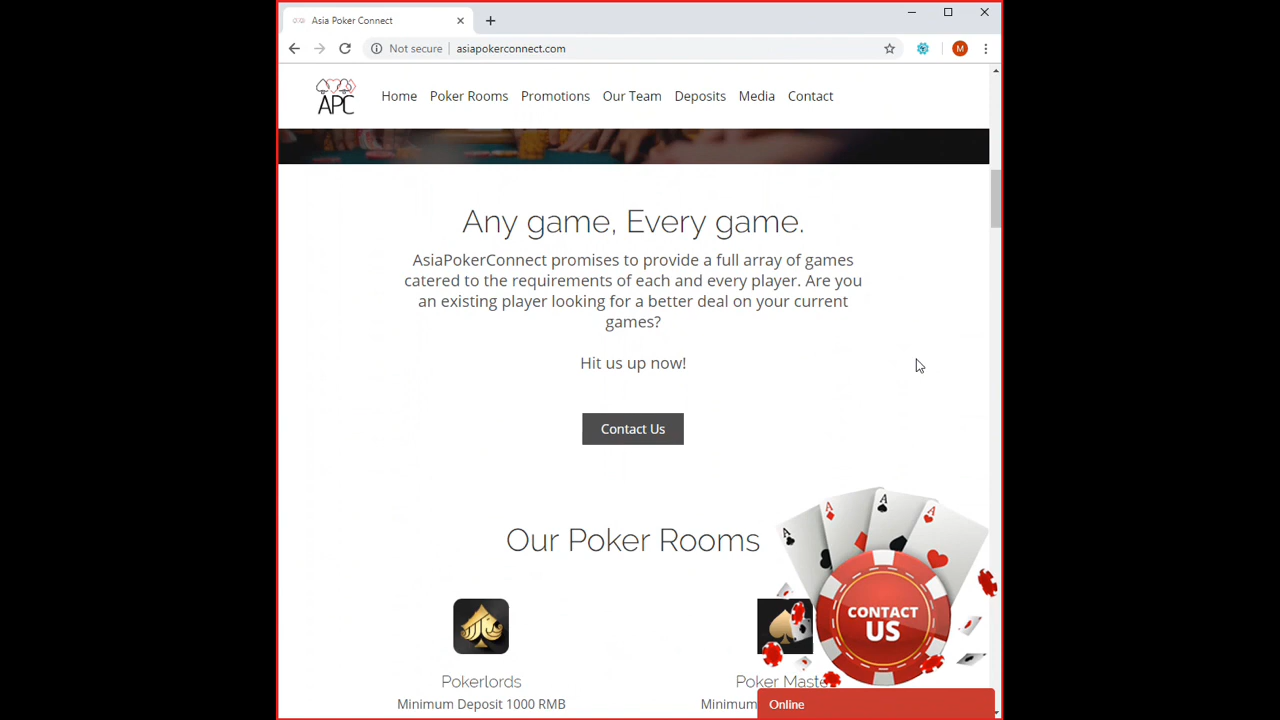 Asia Poker Connect
Not secure
asiapokerconnect.com
M
APC
Home
Poker Rooms
Promotions
Our Team
Deposits
Media
Contact
Any game, Every game.
AsiaPokerConnect promises to provide a full array of games
catered to the requirements of each and every player. Are you
an existing player looking for a better deal on your current
games?
Hit us up now!
Contact Us
Our Poker Rooms
A
A
A
A
CONTACT
US
Pokerlords
Minimum Deposit 1000 RMB
Poker Maste
Minimum
Online